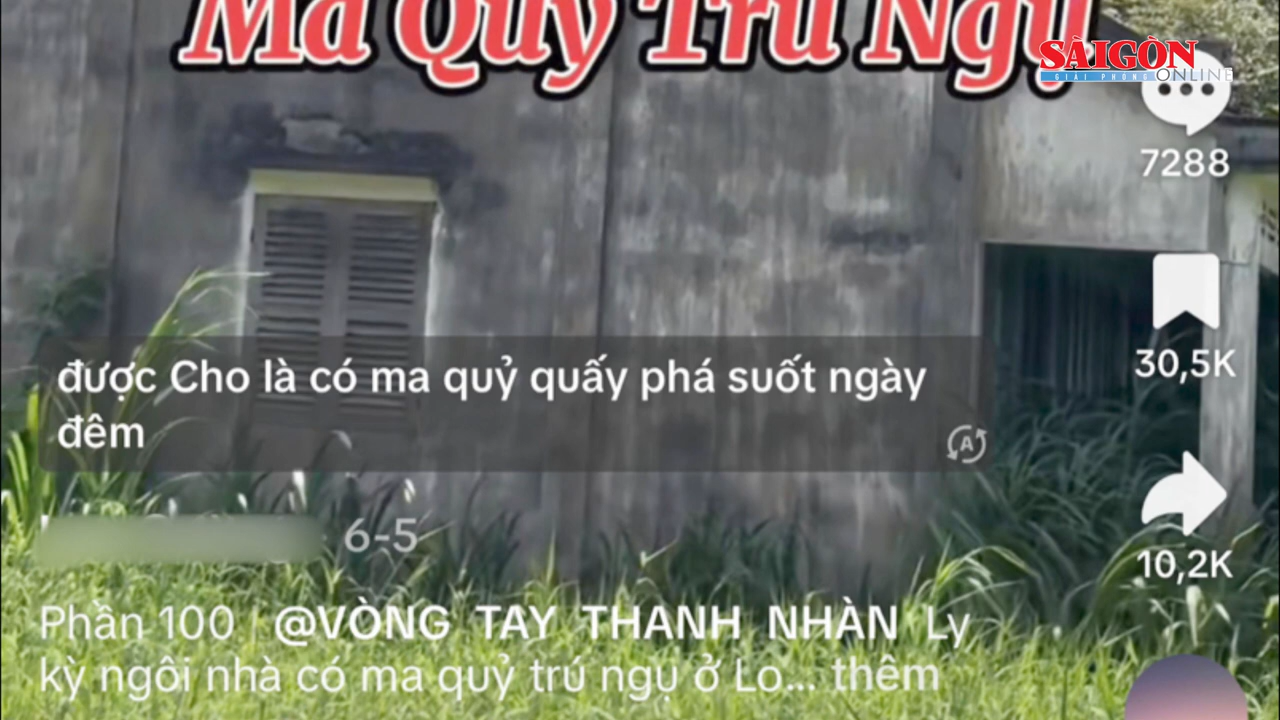 Ma Quỷ Trú Ngụ
SÀIGÒN
GIẢI PHÓNG ONLINE
7288
30,5K
được Cho là có ma quỷ quấy phá suốt ngày
đêm
6-5
10,2K
Phần 100 @VÒNG TAY THANH NHÀN Ly
kỳ ngôi nhà có ma quỷ trú ngụ ở Lo... thêm